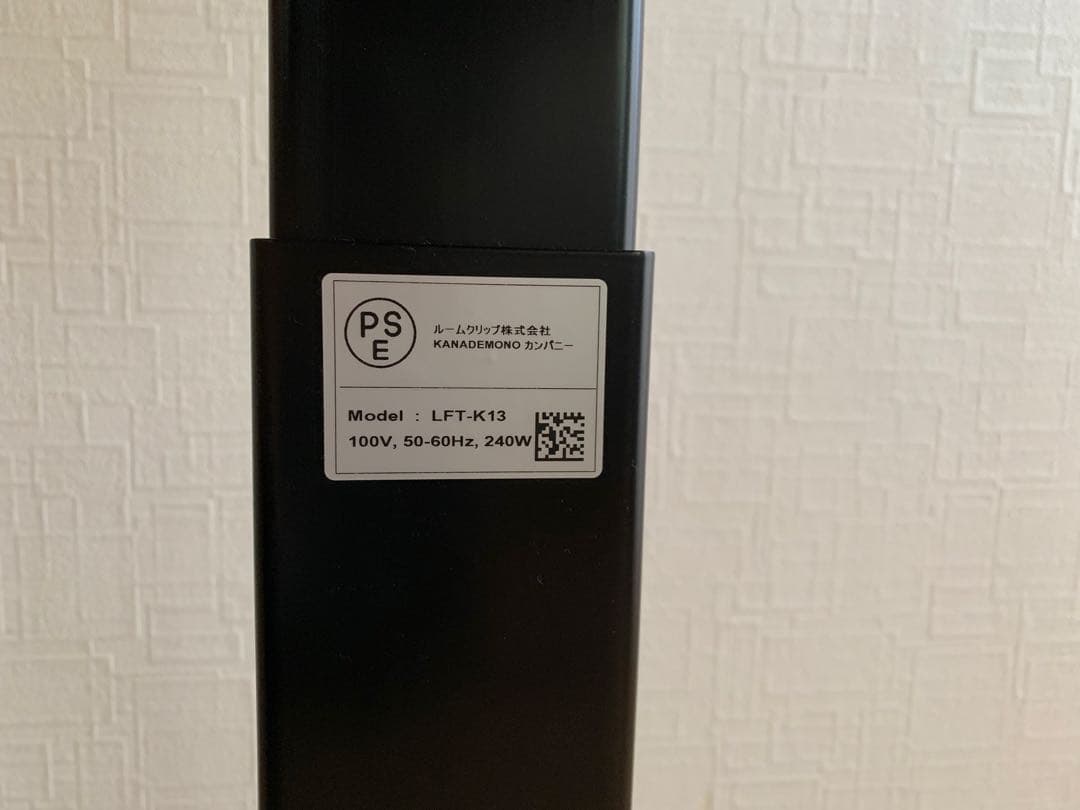 PS
E
ルームクリップ株式会社
KANADEMONO カンパニー
Model : LFT-K13
100V, 50-60Hz, 240W